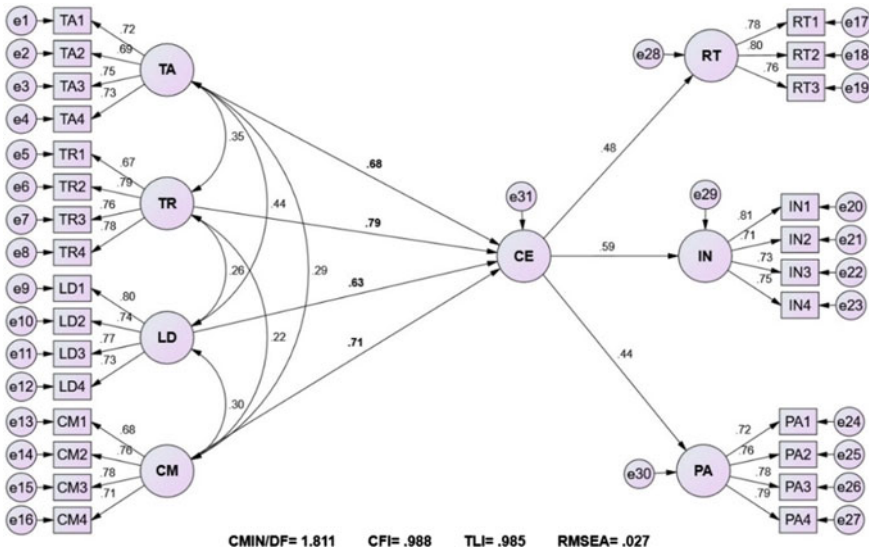 e1 TA1 .72
e2 TA2 .69
e3 TA3 .75
e4 TA4 .73
TA
e5 TR1 .67
e6 TR2 .79
e7 TR3 .76
e8 TR4 .78
TR
e9 LD1 .80
e10 LD2 .74
e11 LD3 .77
e12 LD4 .73
LD
e13 CM1 .68
e14 CM2 .76
e15 CM3 .78
e16 CM4 .71
CM
.35
.44
.29
.26
.22
.30
.68
.79
.63
.71
e31
CE
.48
.59
.44
e28
RT
.78 RT1 e17
.80 RT2 e18
.76 RT3 e19
e29
IN
.81 IN1 e20
.71 IN2 e21
.73 IN3 e22
.75 IN4 e23
e30
PA
.72 PA1 e24
.76 PA2 e25
.78 PA3 e26
.79 PA4 e27
CMIN/DF= 1.811 CFI= .988 TLI= .985 RMSEA= .027